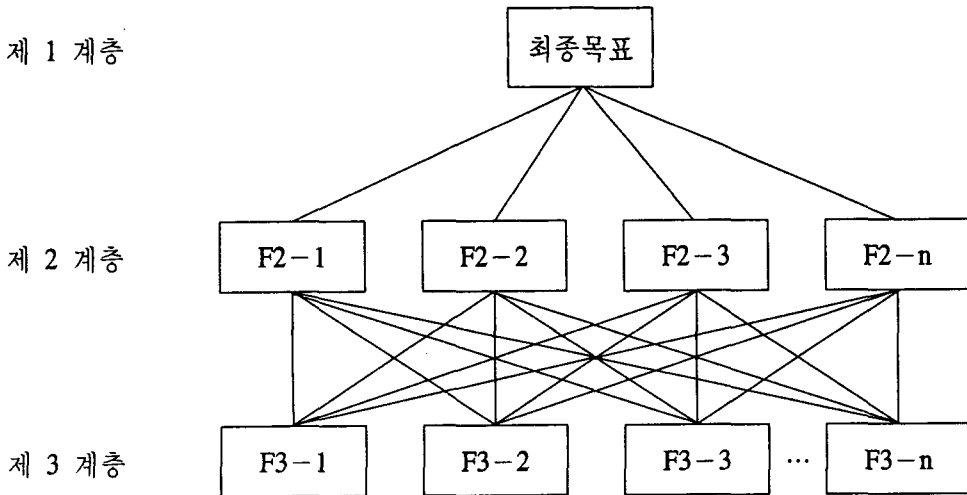 제 1 계층
최종목표
제 2 계층
F2-1
F2-2
F2-3
F2-n
제 3 계층
F3-1
F3-2
F3-3
...
F3-n